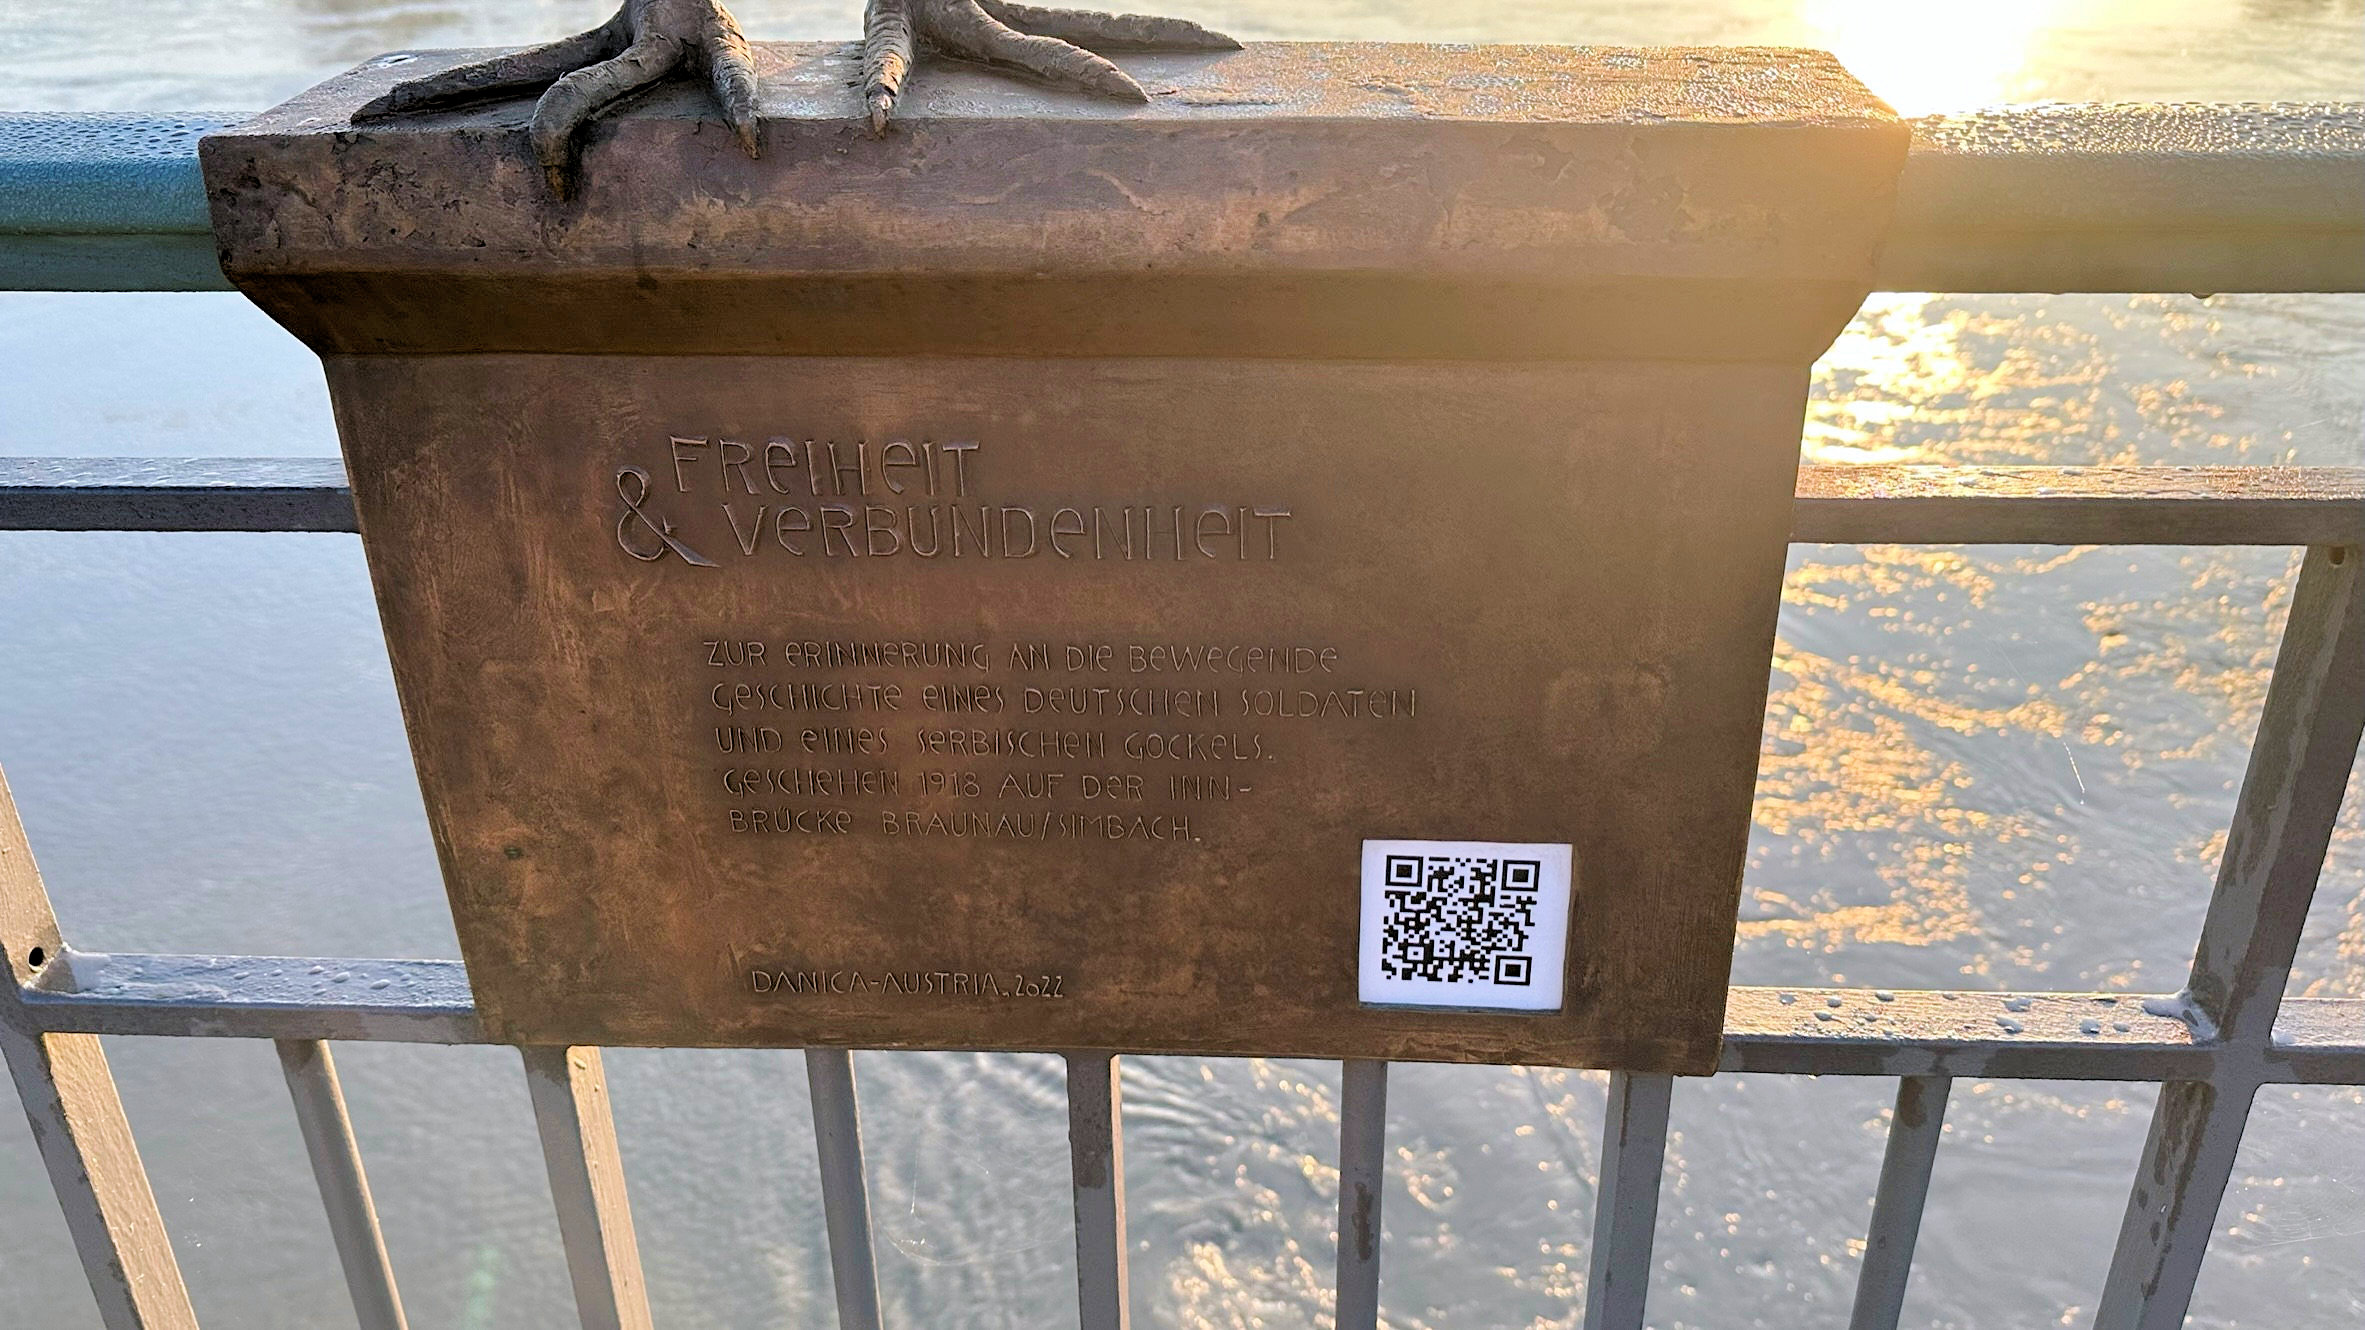 FREIHEIT
& VERBUNDENHEIT
ZUR ERINNERUNG AN DIE BEWEGENDE
GESCHICHTE EINES DEUTSCHEN SOLDATEN
UND EINES SERBISCHEN GOCKELS.
GESCHEHEN 1918 AUF DER INN-
BRÜCKE BRAUNAU/SIMBACH.
DANICA-AUSTRIA.2022